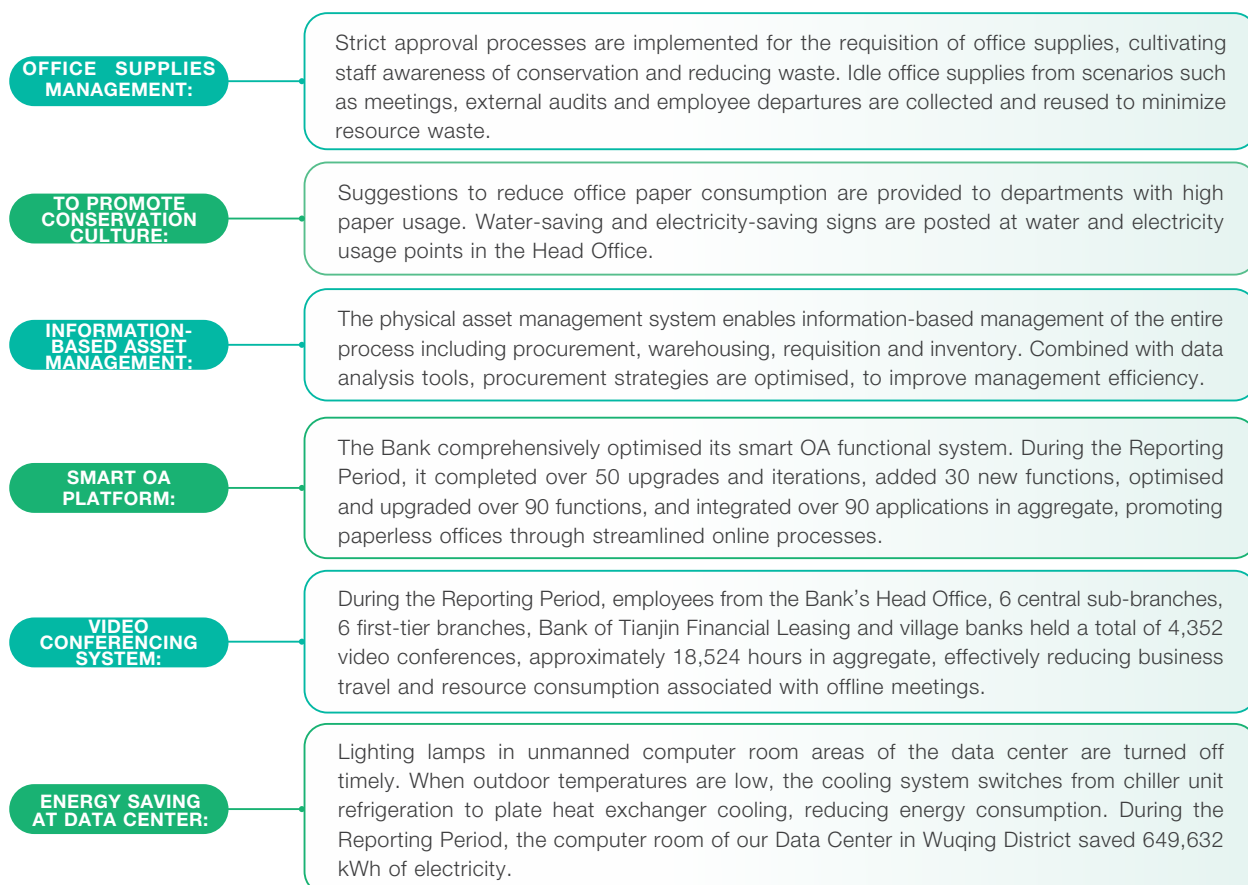 OFFICE SUPPLIES
MANAGEMENT:
Strict approval processes are implemented for the requisition of office supplies, cultivating
staff awareness of conservation and reducing waste. Idle office supplies from scenarios such
as meetings, external audits and employee departures are collected and reused to minimize
resource waste.
TO PROMOTE
CONSERVATION
CULTURE:
Suggestions to reduce office paper consumption are provided to departments with high
paper usage. Water-saving and electricity-saving signs are posted at water and electricity
usage points in the Head Office.
INFORMATION-
BASED ASSET
MANAGEMENT:
The physical asset management system enables information-based management of the entire
process including procurement, warehousing, requisition and inventory. Combined with data
analysis tools, procurement strategies are optimised, to improve management efficiency.
SMART OA
PLATFORM:
The Bank comprehensively optimised its smart OA functional system. During the Reporting
Period, it completed over 50 upgrades and iterations, added 30 new functions, optimised
and upgraded over 90 functions, and integrated over 90 applications in aggregate, promoting
paperless offices through streamlined online processes.
VIDEO
CONFERENCING
SYSTEM:
During the Reporting Period, employees from the Bank's Head Office, 6 central sub-branches,
6 first-tier branches, Bank of Tianjin Financial Leasing and village banks held a total of 4,352
video conferences, approximately 18,524 hours in aggregate, effectively reducing business
travel and resource consumption associated with offline meetings.
ENERGY SAVING
AT DATA CENTER:
Lighting lamps in unmanned computer room areas of the data center are turned off
timely. When outdoor temperatures are low, the cooling system switches from chiller unit
refrigeration to plate heat exchanger cooling, reducing energy consumption. During the
Reporting Period, the computer room of our Data Center in Wuqing District saved 649,632
kWh of electricity.